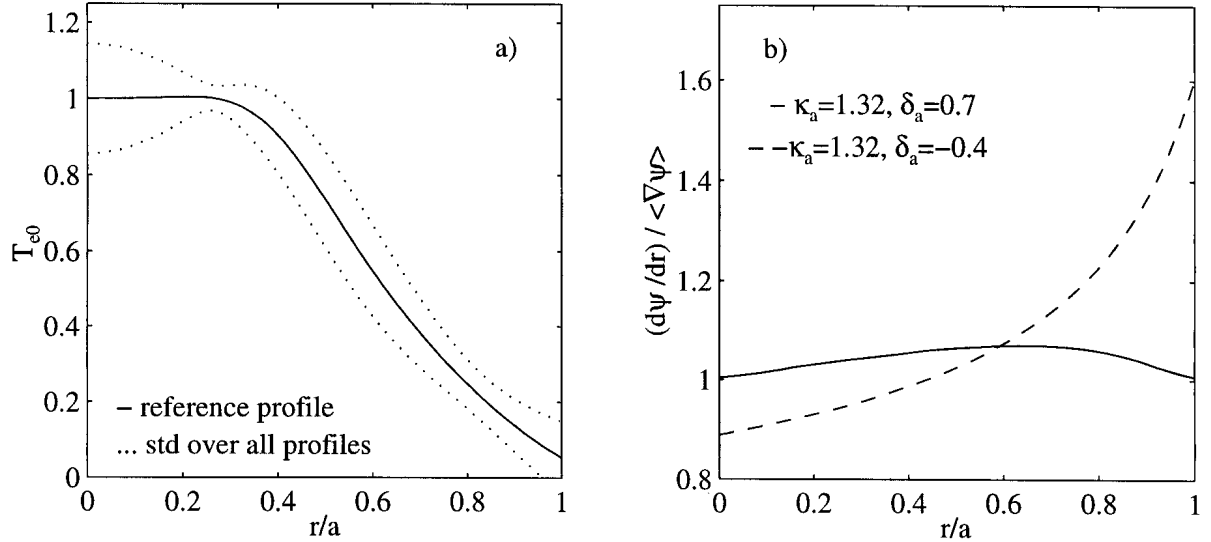 1.2
1
0.8
0.6
0.4
0.2
0
T_e0
a)
– reference profile
... std over all profiles
0 0.2 0.4 0.6 0.8 1
r/a
1.6
1.4
1.2
1
0.8
(dψ/dr) / <∇ψ>
b)
– κ_a=1.32, δ_a=0.7
– –κ_a=1.32, δ_a=−0.4
0 0.2 0.4 0.6 0.8 1
r/a